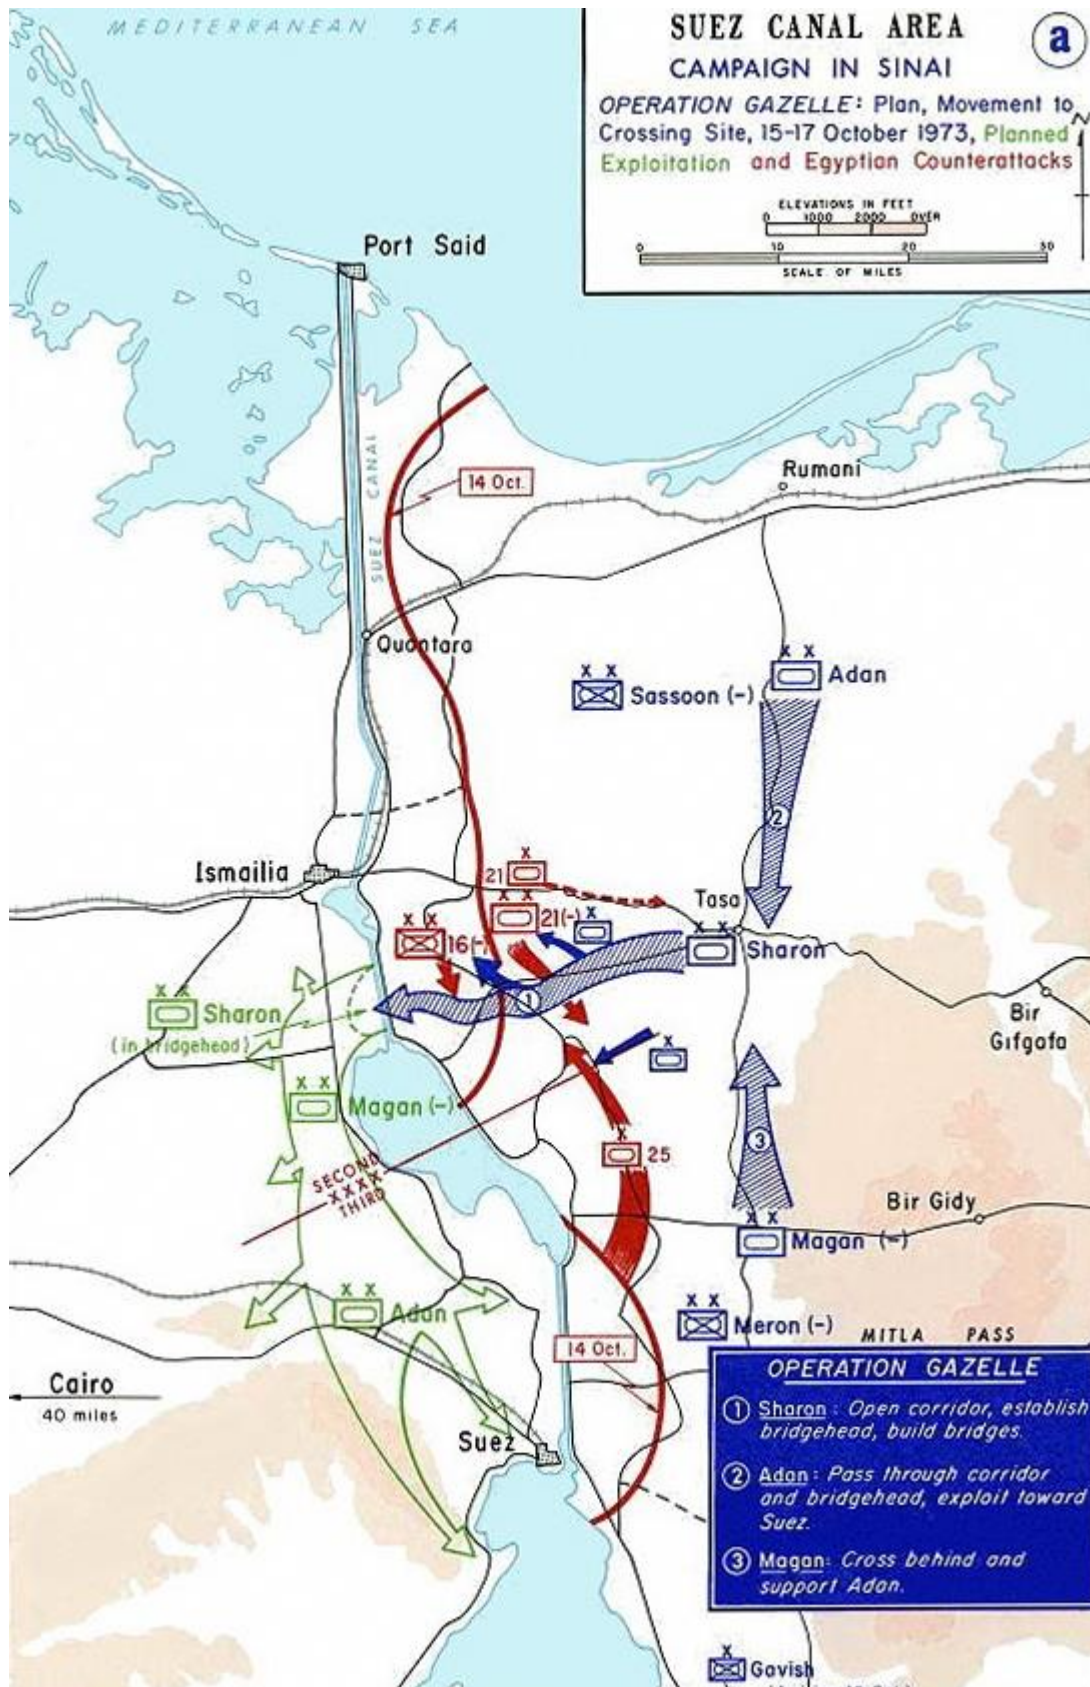 MEDITERRANEAN SEA
SUEZ CANAL AREA
a
CAMPAIGN IN SINAI
OPERATION GAZELLE: Plan, Movement to
Crossing Site, 15-17 October 1973, Planned
Exploitation and Egyptian Counterattacks
N
ELEVATIONS IN FEET
0 1000 2000 OVER
0 10 20 30
SCALE OF MILES
Port Said
SUEZ CANAL
14 Oct.
Rumani
Quantara
X X
Sassoon (-)
X X
Adan
2
Ismailia
X
21
X X
21(-)
X
X X
16(-)
Tasa
X X
Sharon
1
X X
Sharon
(in bridgehead)
Bir
Gifgafa
X
X X
Magan (-)
X
25
3
SECOND
XXXX
THIRD
Bir Gidy
X X
Magan (-)
X X
Adan
X X
Meron (-)
MITLA PASS
14 Oct.
Cairo
40 miles
Suez
OPERATION GAZELLE
1 Sharon: Open corridor, establish
bridgehead, build bridges.
2 Adan: Pass through corridor
and bridgehead, exploit toward
Suez.
3 Magan: Cross behind and
support Adan.
X
Gavish